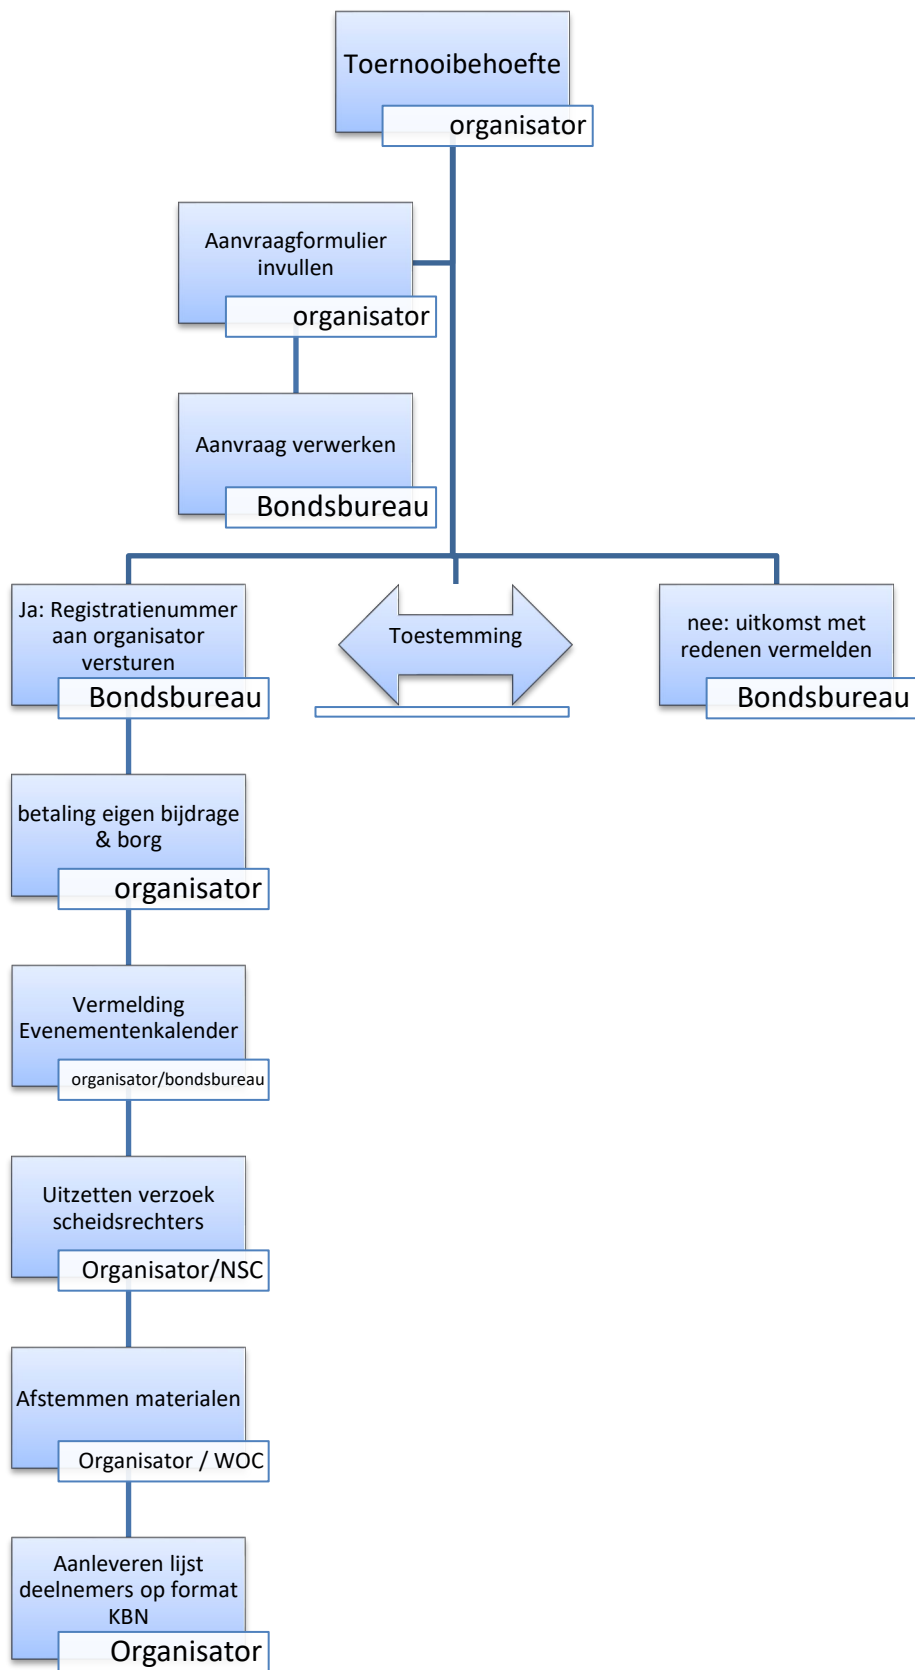 Toernooibehoefte
organisator
Aanvraagformulier
invullen
organisator
Aanvraag verwerken
Bondsbureau
Ja: Registratienummer
aan organisator
versturen
Bondsbureau
Toestemming
nee: uitkomst met
redenen vermelden
Bondsbureau
betaling eigen bijdrage
& borg
organisator
Vermelding
Evenementenkalender
organisator/bondsbureau
Uitzetten verzoek
scheidsrechters
Organisator/NSC
Afstemmen materialen
Organisator / WOC
Aanleveren lijst
deelnemers op format
KBN
Organisator